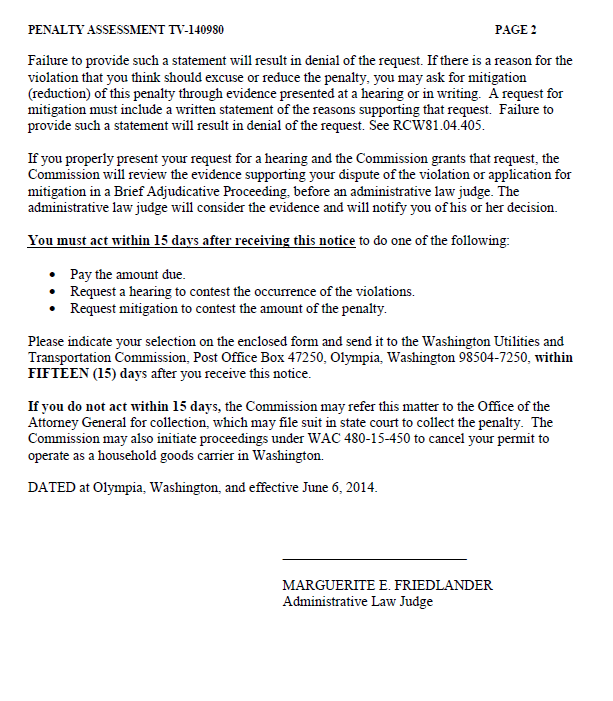 PENALTY ASSESSMENT TV-140980 PAGE 2
Failure to provide such a statement will result in denial of the request. If there is a reason for the
violation that you think should excuse or reduce the penalty, you may ask for mitigation
(reduction) of this penalty through evidence presented at a hearing or in writing.  A request for
mitigation must include a written statement of the reasons supporting that request.  Failure to
provide such a statement will result in denial of the request. See RCW81.04.405.
If you properly present your request for a hearing and the Commission grants that request, the
Commission will review the evidence supporting your dispute of the violation or application for
mitigation in a Brief Adjudicative Proceeding, before an administrative law judge. The
administrative law judge will consider the evidence and will notify you of his or her decision.
You must act within 15 days after receiving this notice to do one of the following:
• Pay the amount due.
• Request a hearing to contest the occurrence of the violations.
• Request mitigation to contest the amount of the penalty.
Please indicate your selection on the enclosed form and send it to the Washington Utilities and
Transportation Commission, Post Office Box 47250, Olympia, Washington 98504-7250, within
FIFTEEN (15) days after you receive this notice.
If you do not act within 15 days, the Commission may refer this matter to the Office of the
Attorney General for collection, which may file suit in state court to collect the penalty.  The
Commission may also initiate proceedings under WAC 480-15-450 to cancel your permit to
operate as a household goods carrier in Washington.
DATED at Olympia, Washington, and effective June 6, 2014.
MARGUERITE E. FRIEDLANDER
Administrative Law Judge